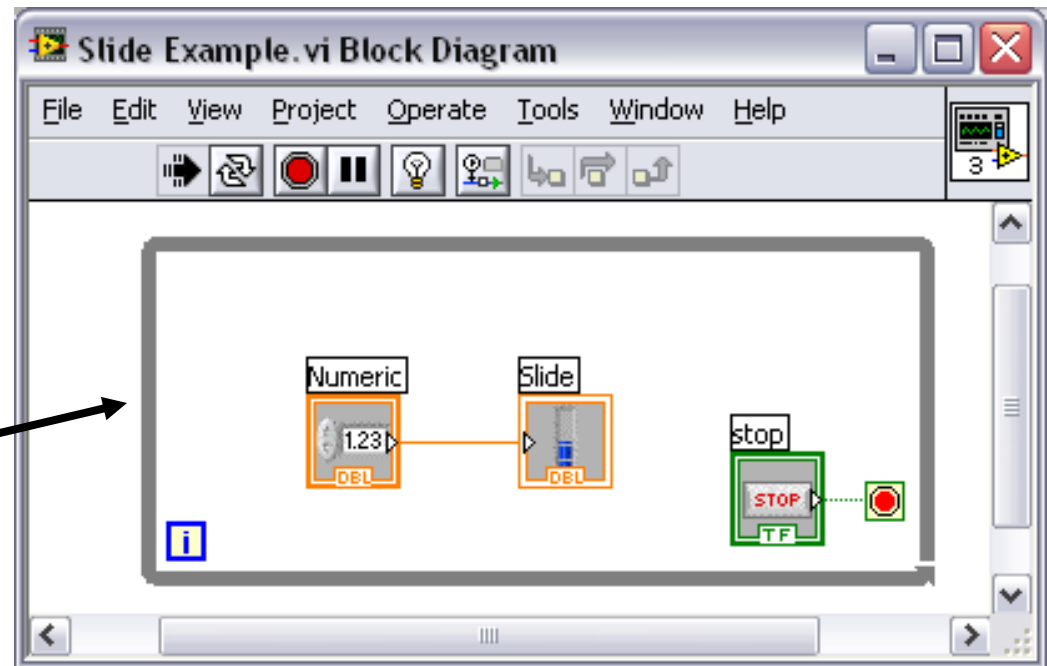 Slide Example.vi Block Diagram
File Edit View Project Operate Tools Window Help
3
Numeric
1.23
DBL
Slide
DBL
stop
STOP
TF
i